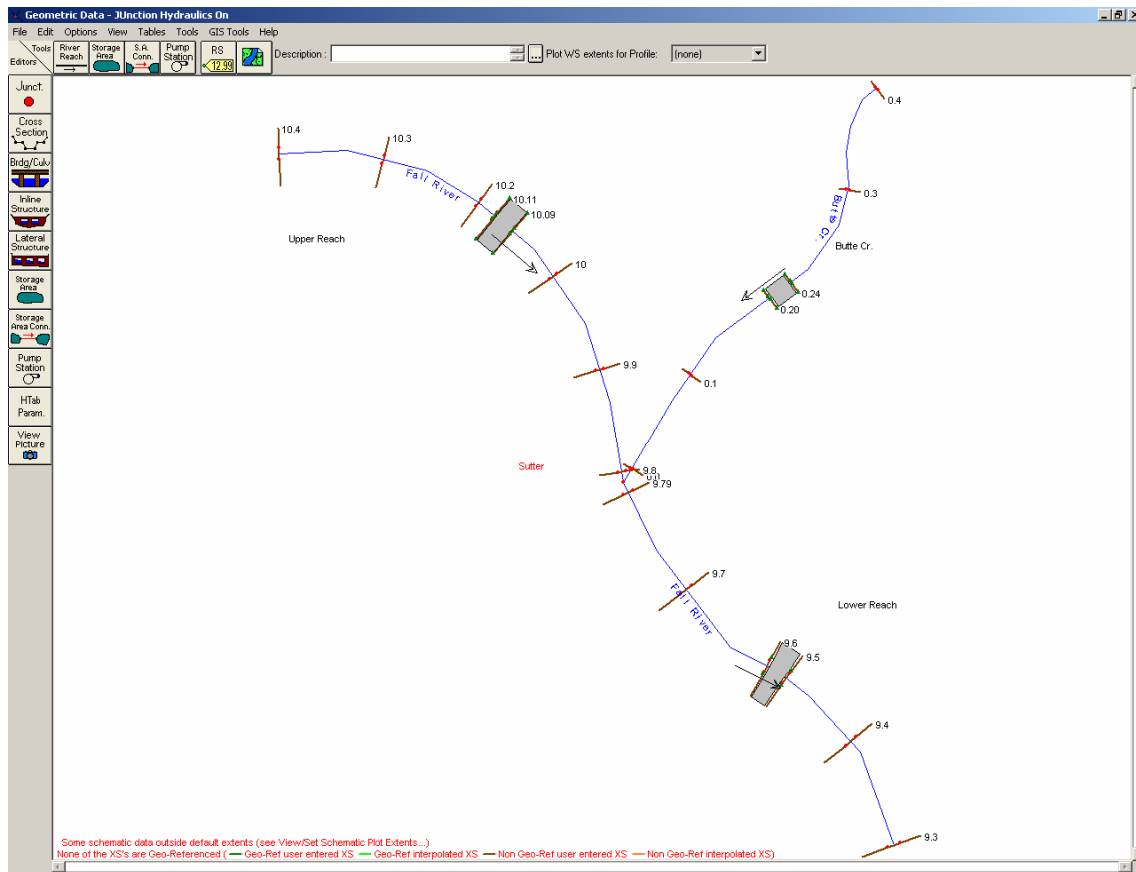 Geometric Data - JUnction Hydraulics On
File Edit Options View Tables Tools GIS Tools Help
Tools
Editors
River
Reach
Storage
Area
S.A.
Conn.
Pump
Station
RS
12.99
Description :
...
Plot WS extents for Profile:
(none)
Junct.
Cross
Section
Brdg/Culv
Inline
Structure
Lateral
Structure
Storage
Area
Storage
Area Conn.
Pump
Station
HTab
Param.
View
Picture
10.4
10.3
Fall River
10.2
10.11
10.09
Upper Reach
10
9.9
0.4
0.3
Butte Cr.
Butte Cr.
0.24
0.20
0.1
Sutter
9.8
9.79
9.7
Fall River
Lower Reach
9.6
9.5
9.4
9.3
Some schematic data outside default extents (see View/Set Schematic Plot Extents...)
None of the XS's are Geo-Referenced ( Geo-Ref user entered XS Geo-Ref interpolated XS Non Geo-Ref user entered XS Non Geo-Ref interpolated XS)